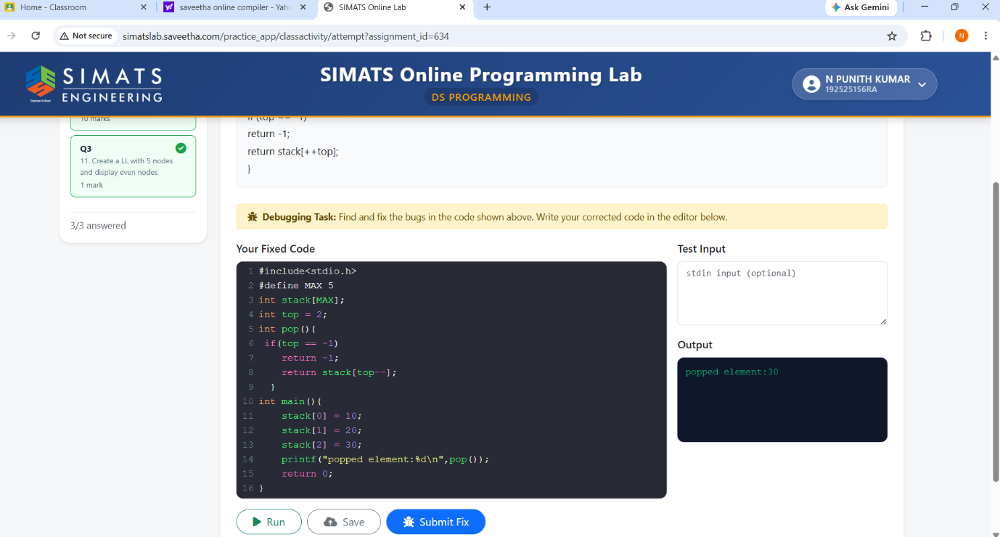 Home - Classroom
saveetha online compiler - Yaho
SIMATS Online Lab
Ask Gemini
Not secure
simatslab.saveetha.com/practice_app/classactivity/attempt?assignment_id=634
N
SIMATS
ENGINEERING
Engineer to Excel
SIMATS Online Programming Lab
DS PROGRAMMING
N PUNITH KUMAR
192525156RA
10 marks
Q3
11. Create a LL with 5 nodes
and display even nodes
1 mark
3/3 answered
if (top == -1)
return -1;
return stack[++top];
}
Debugging Task: Find and fix the bugs in the code shown above. Write your corrected code in the editor below.
Your Fixed Code
1 #include<stdio.h>
2 #define MAX 5
3 int stack[MAX];
4 int top = 2;
5 int pop(){
6 if(top == -1)
7 return -1;
8 return stack[top--];
9 }
10 int main(){
11 stack[0] = 10;
12 stack[1] = 20;
13 stack[2] = 30;
14 printf("popped element:%d\n",pop());
15 return 0;
16 }
Test Input
stdin input (optional)
Output
popped element:30
Run
Save
Submit Fix